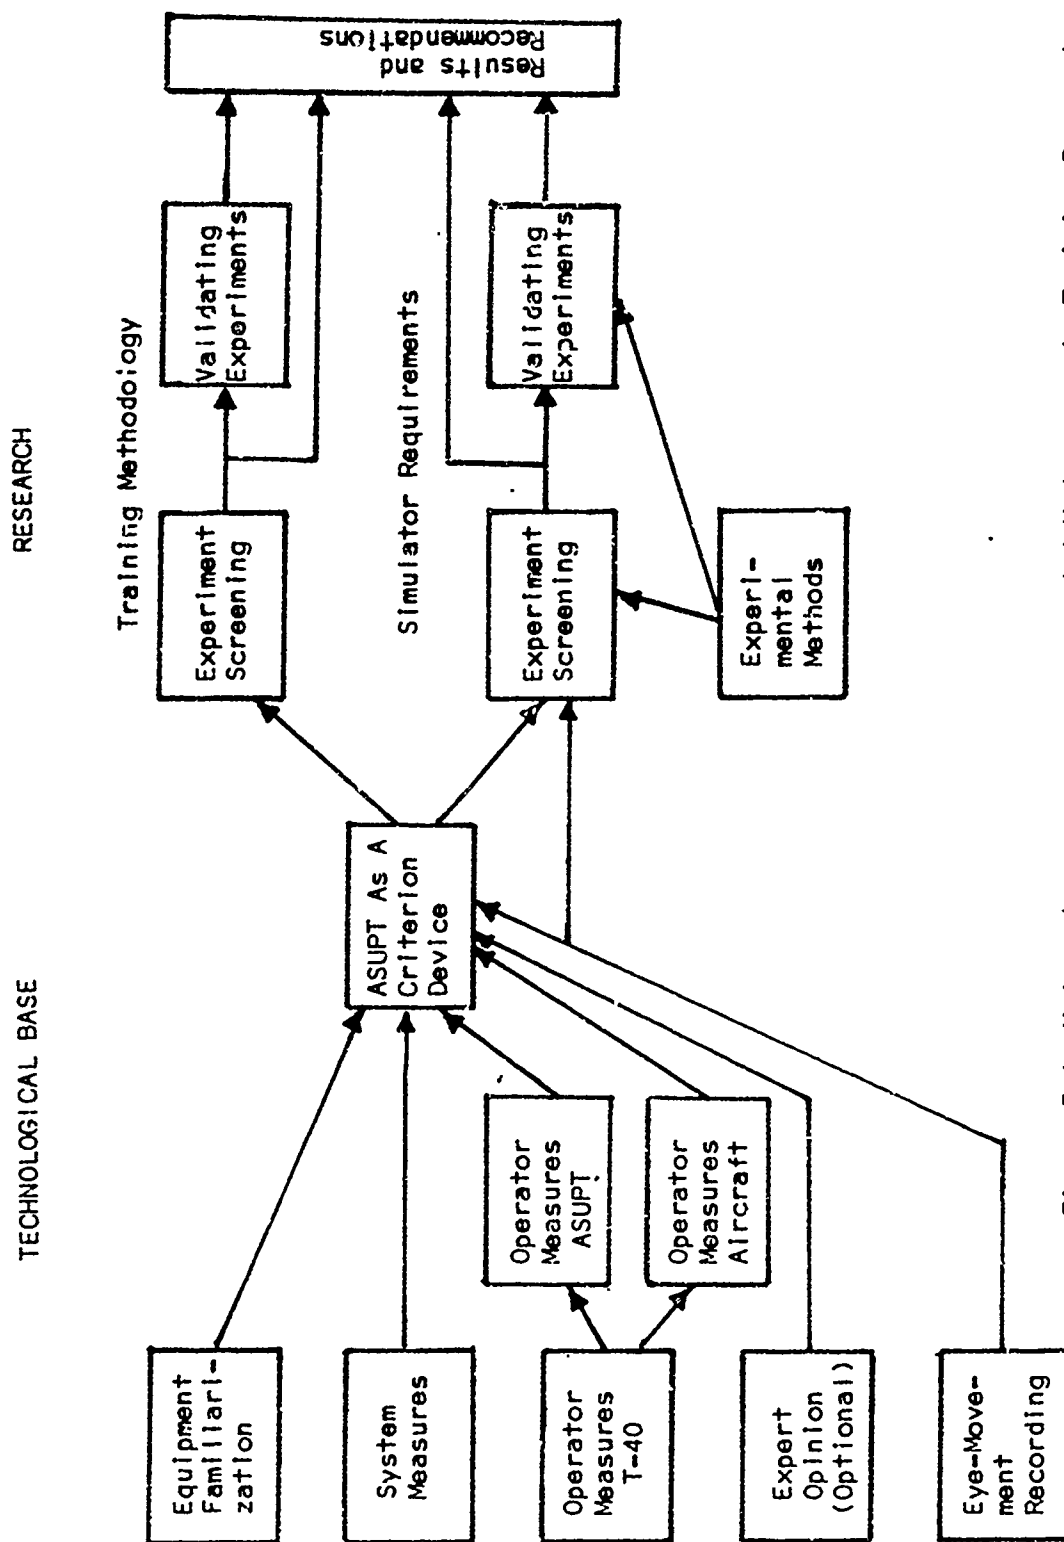 TECHNOLOGICAL BASE
RESEARCH
Equipment
Familiari-
zation
System
Measures
Operator
Measures
T-40
Expert
Opinion
(Optional)
Eye-Move-
ment
Recording
Operator
Measures
ASUPT
Operator
Measures
Aircraft
ASUPT As A
Criterion
Device
Training Methodology
Experiment
Screening
Validating
Experiments
Simulator Requirements
Experiment
Screening
Validating
Experiments
Experi-
mental
Methods
Results and
Recommendations